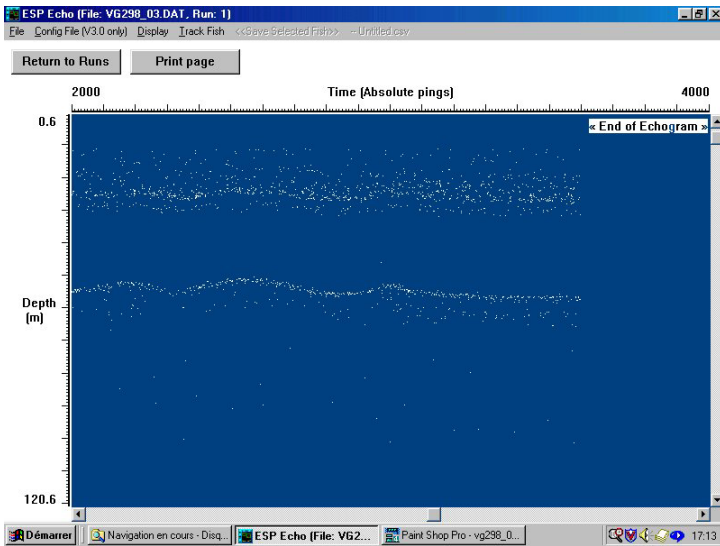 ESP Echo (File: VG298_03.DAT, Run: 1)
File Config File (V3.0 only) Display Track Fish <<Save Selected Fish>> --Untitled.csv
Return to Runs Print page
2000 Time (Absolute pings) 4000
0.6
« End of Echogram »
Depth
(m)
120.6
Démarrer Navigation en cours - Disq... ESP Echo (File: VG2... Paint Shop Pro - vg298_0... 17:13